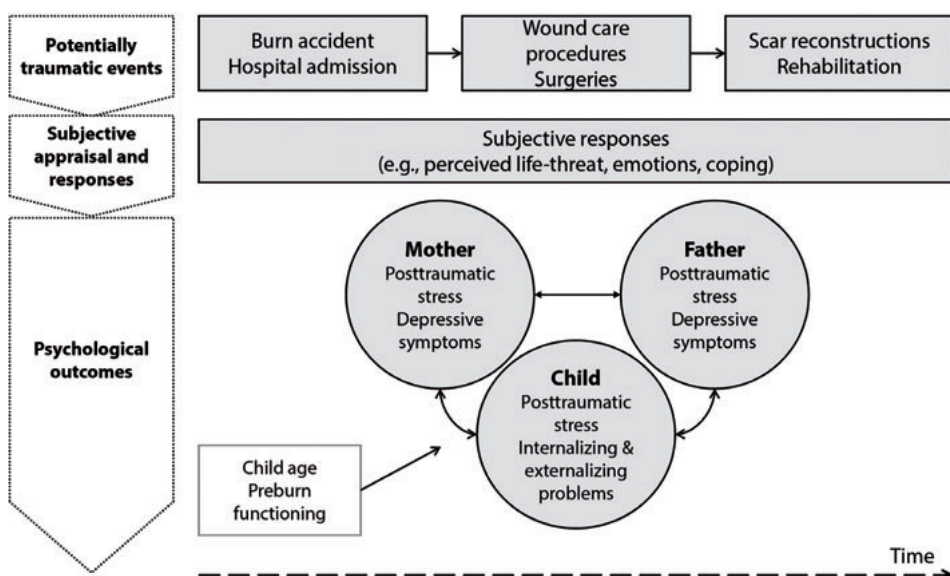 Potentially
traumatic events
Burn accident
Hospital admission
Wound care
procedures
Surgeries
Scar reconstructions
Rehabilitation
Subjective
appraisal and
responses
Subjective responses
(e.g., perceived life-threat, emotions, coping)
Psychological
outcomes
Mother
Posttraumatic
stress
Depressive
symptoms
Father
Posttraumatic
stress
Depressive
symptoms
Child
Posttraumatic
stress
Internalizing &
externalizing
problems
Child age
Preburn
functioning
Time